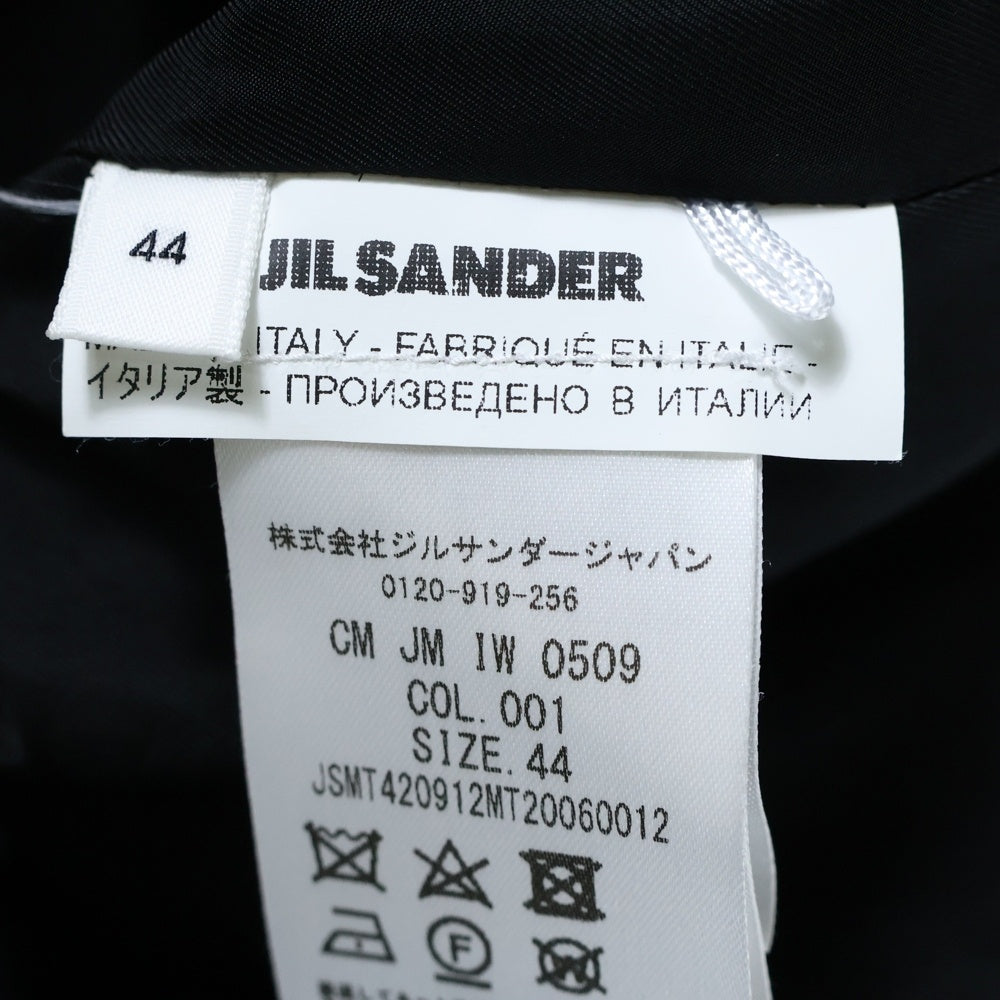 44
JIL SANDER
ITALY - FABRIQUÉ EN ITALIE -
イタリア製 - ПРОИЗВЕДЕНО В ИТАЛИИ
株式会社ジルサンダージャパン
0120-919-256
CM JM IW 0509
COL. 001
SIZE. 44
JSMT420912MT20060012
F
W